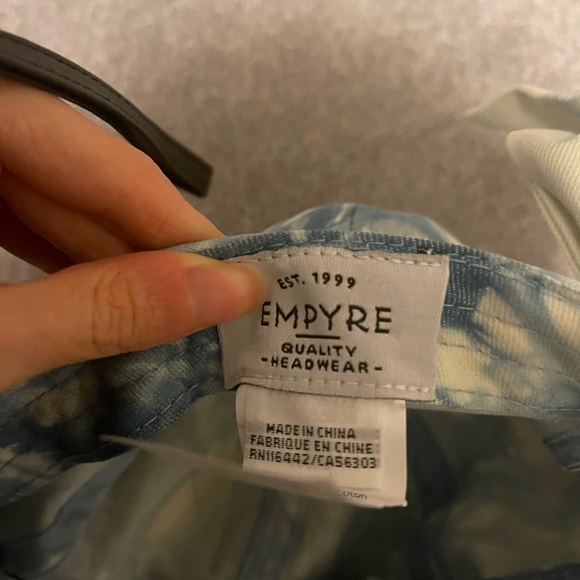 EST. 1999
EMPYRE
QUALITY
-HEADWEAR-
MADE IN CHINA
FABRIQUE EN CHINE
RN116442/CA56303